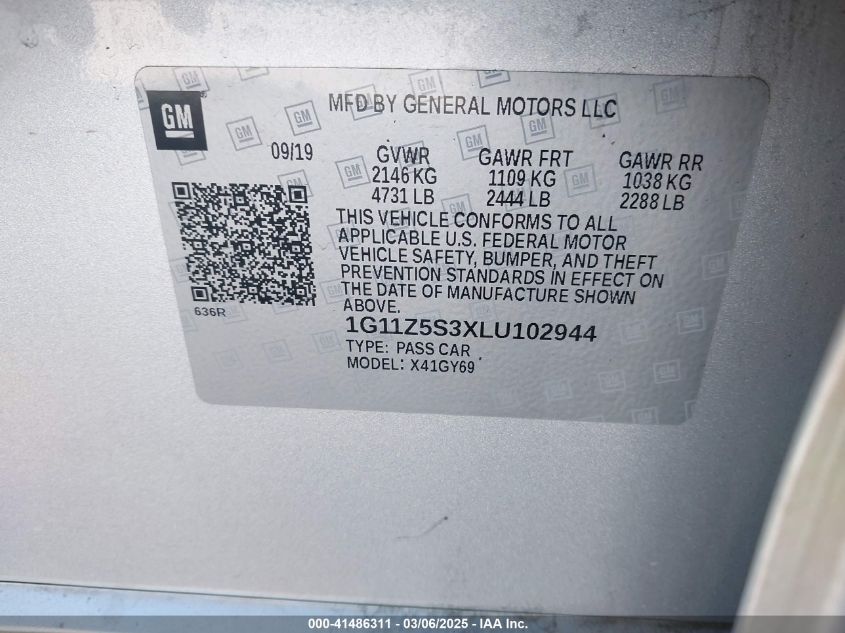 GM
MFD BY GENERAL MOTORS LLC
09/19
GVWR GAWR FRT GAWR RR
2146 KG 1109 KG 1038 KG
4731 LB 2444 LB 2288 LB
THIS VEHICLE CONFORMS TO ALL
APPLICABLE U.S. FEDERAL MOTOR
VEHICLE SAFETY, BUMPER, AND THEFT
PREVENTION STANDARDS IN EFFECT ON
THE DATE OF MANUFACTURE SHOWN
ABOVE.
636R
1G11Z5S3XLU102944
TYPE: PASS CAR
MODEL: X41GY69
000-41486311 - 03/06/2025 - IAA Inc.